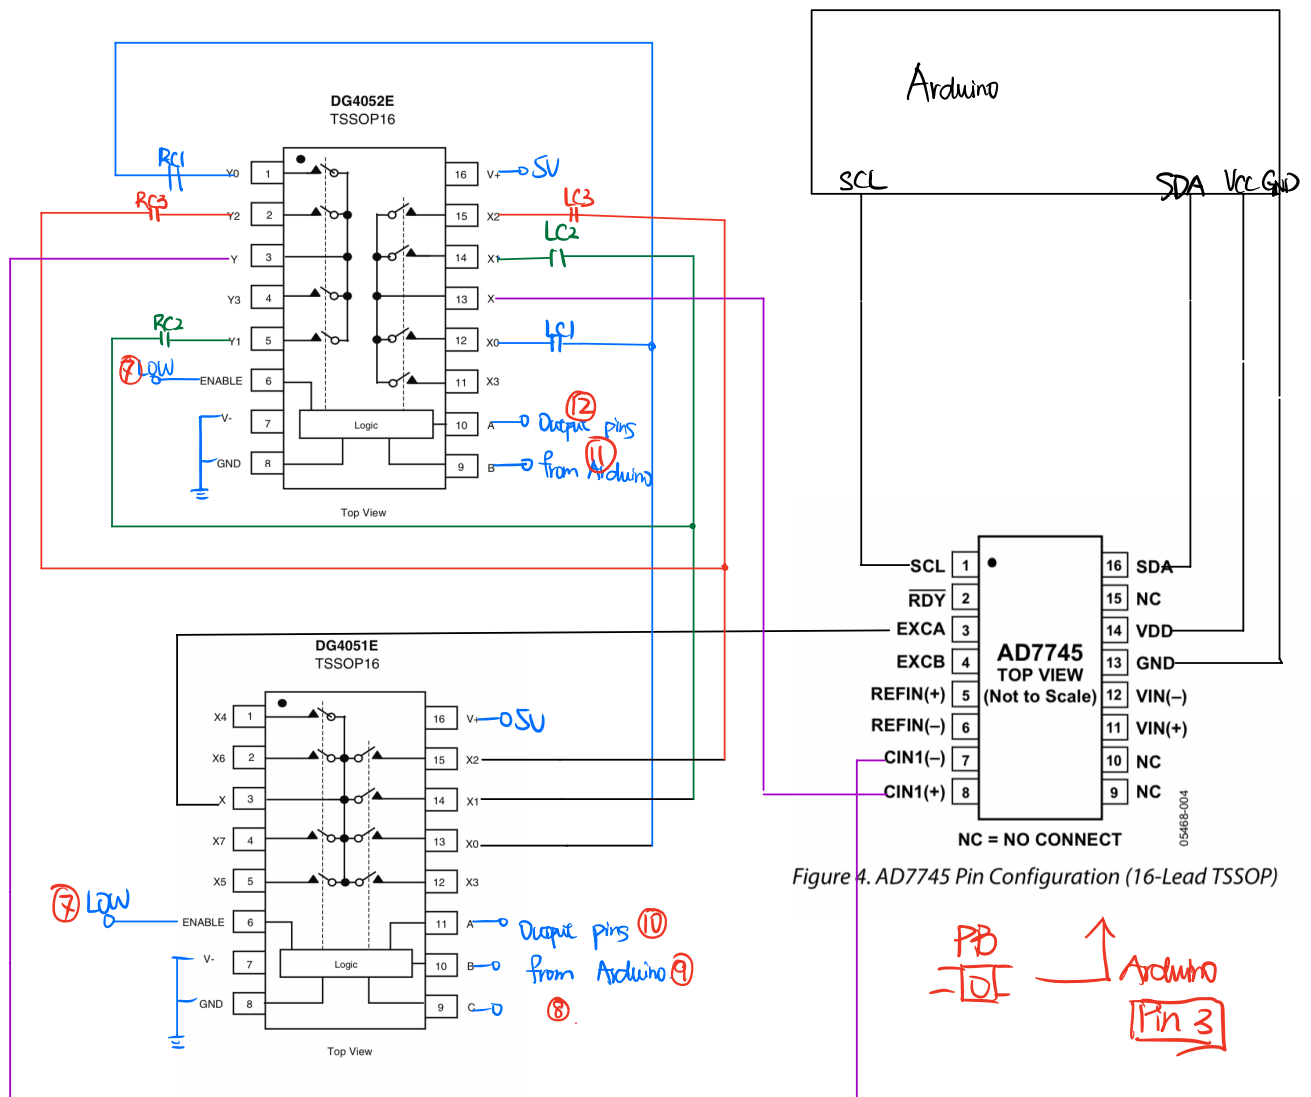 Arduino
SCL
SDA
VCC
GND
DG4052E
TSSOP16
RC1
Y0
1
16
V+
5V
RC3
Y2
2
15
X2
LC3
Y
3
14
X1
LC2
Y3
4
13
X
RC2
Y1
5
12
X0
LC1
7 LOW
ENABLE
6
11
X3
V-
7
10
A
12
Output pins
Logic
GND
8
9
B
11
from Arduino
Top View
DG4051E
TSSOP16
X4
1
16
V+
5V
X6
2
15
X2
X
3
14
X1
X7
4
13
X0
X5
5
12
X3
7 LOW
ENABLE
6
11
A
Output pins 10
V-
7
Logic
10
B
from Arduino 9
GND
8
9
C
8
Top View
SCL
1
16
SDA
RDY
2
15
NC
EXCA
3
14
VDD
EXCB
4
13
GND
REFIN(+)
5
12
VIN(–)
REFIN(–)
6
11
VIN(+)
CIN1(–)
7
10
NC
CIN1(+)
8
9
NC
AD7745
TOP VIEW
(Not to Scale)
NC = NO CONNECT
05468-004
Figure 4. AD7745 Pin Configuration (16-Lead TSSOP)
PB
Arduino
Pin 3